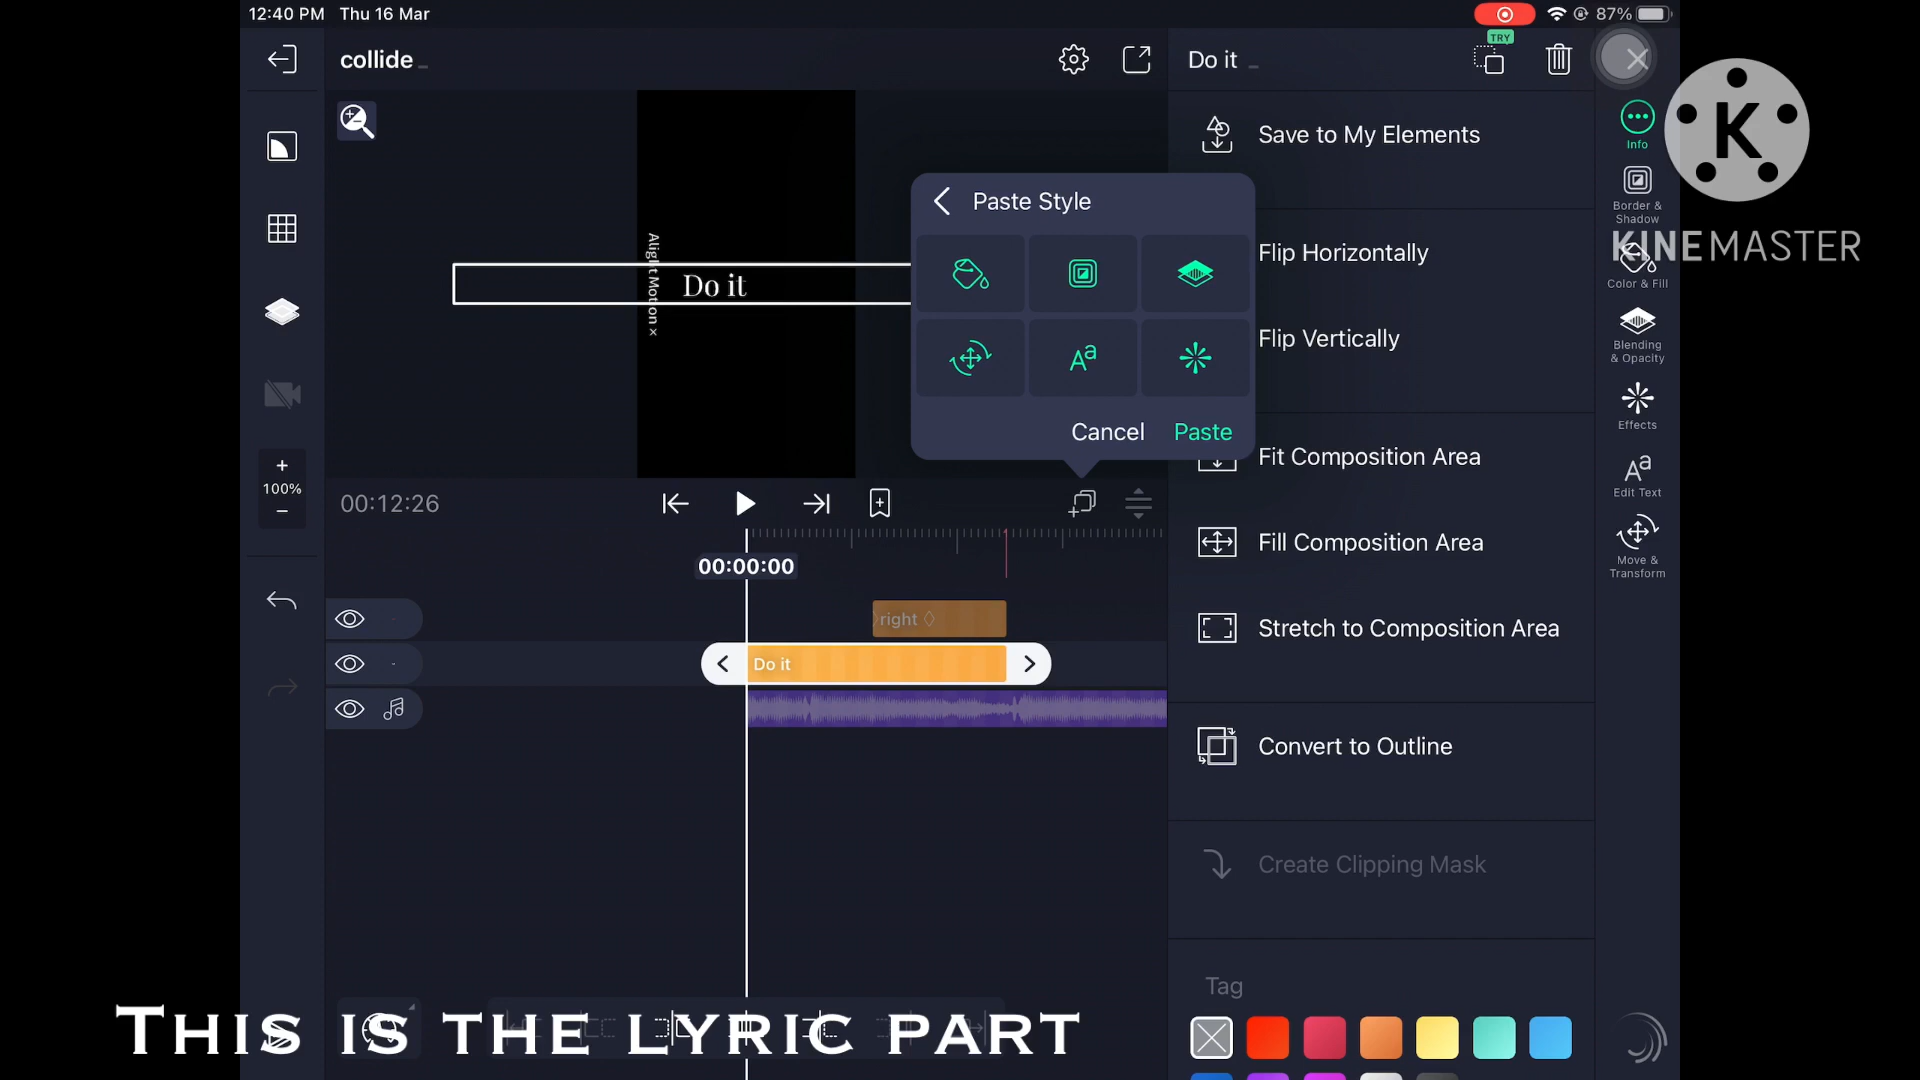 12:40 PM Thu 16 Mar
87%
collide
Do it
TRY
Save to My Elements
Info
K
Border &
Shadow
KINEMASTER
Paste Style
Flip Horizontally
Color & Fill
Alight Motion ×
Do it
Flip Vertically
Blending
& Opacity
Effects
Cancel
Paste
Fit Composition Area
Edit Text
100%
00:12:26
Fill Composition Area
Move &
Transform
00:00:00
right
Stretch to Composition Area
Do it
Convert to Outline
Create Clipping Mask
Tag
THIS IS THE LYRIC PART